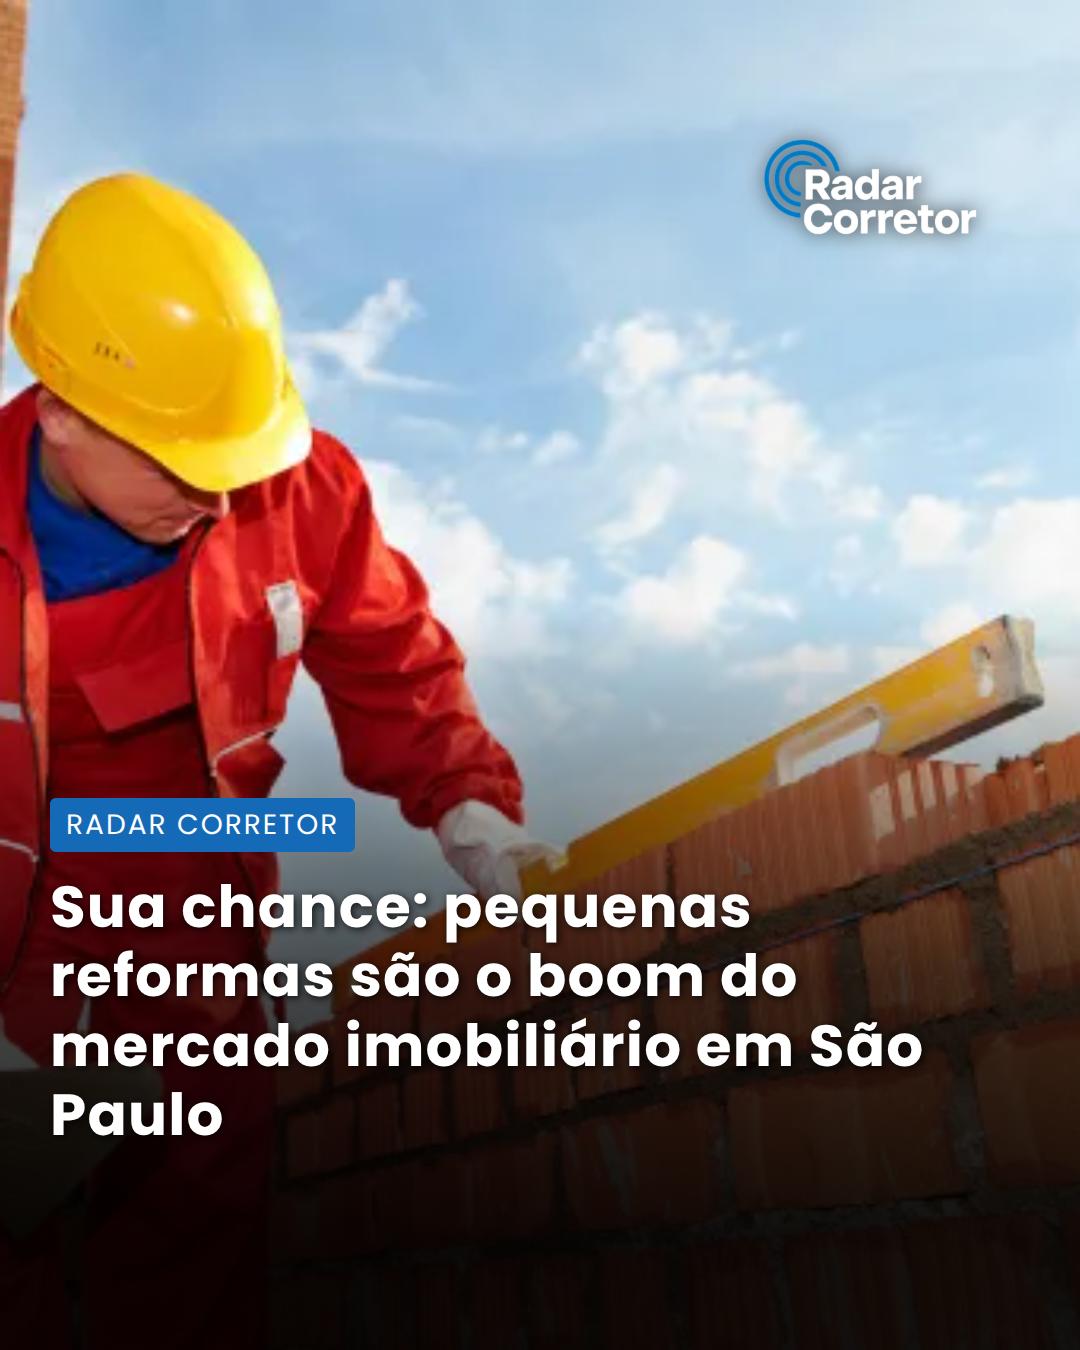 Radar
Corretor
RADAR CORRETOR
Sua chance: pequenas
reformas são o boom do
mercado imobiliário em São
Paulo